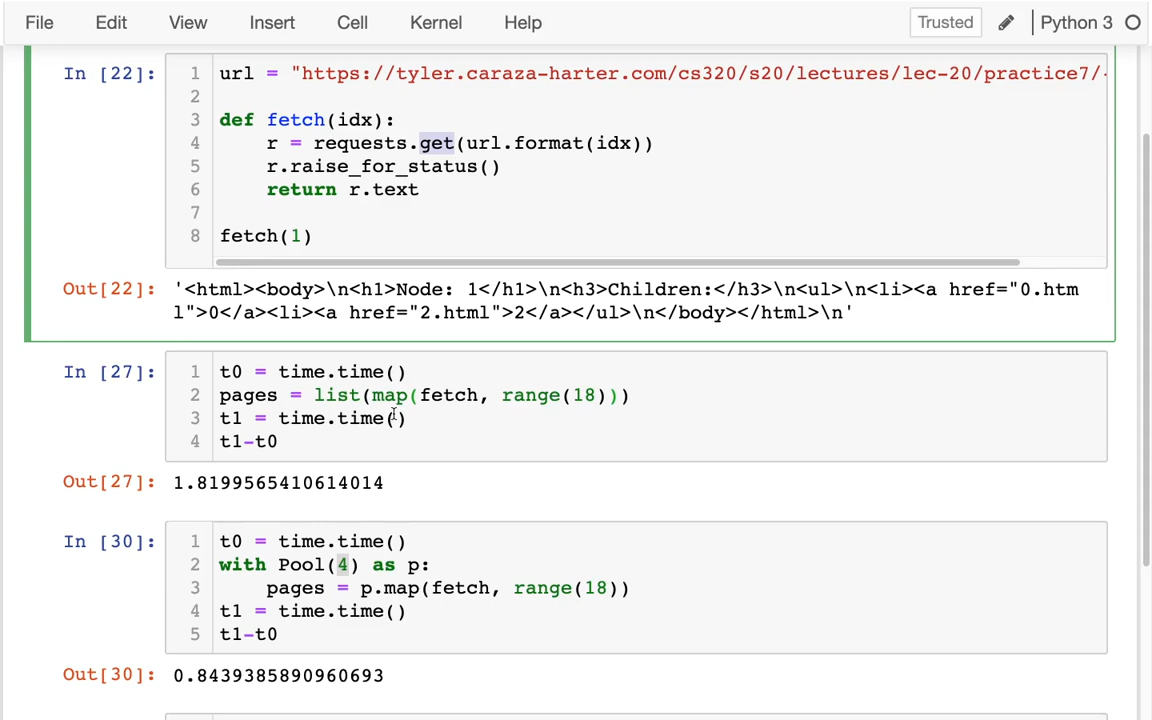 File Edit View Insert Cell Kernel Help Trusted Python 3
In [22]: 1 url = "https://tyler.caraza-harter.com/cs320/s20/lectures/lec-20/practice7/
2
3 def fetch(idx):
4 r = requests.get(url.format(idx))
5 r.raise_for_status()
6 return r.text
7
8 fetch(1)
Out[22]: '<html><body>\n<h1>Node: 1</h1>\n<h3>Children:</h3>\n<ul>\n<li><a href="0.htm
l">0</a><li><a href="2.html">2</a></ul>\n</body></html>\n'
In [27]: 1 t0 = time.time()
2 pages = list(map(fetch, range(18)))
3 t1 = time.time()
4 t1-t0
Out[27]: 1.8199565410614014
In [30]: 1 t0 = time.time()
2 with Pool(4) as p:
3 pages = p.map(fetch, range(18))
4 t1 = time.time()
5 t1-t0
Out[30]: 0.8439385890960693